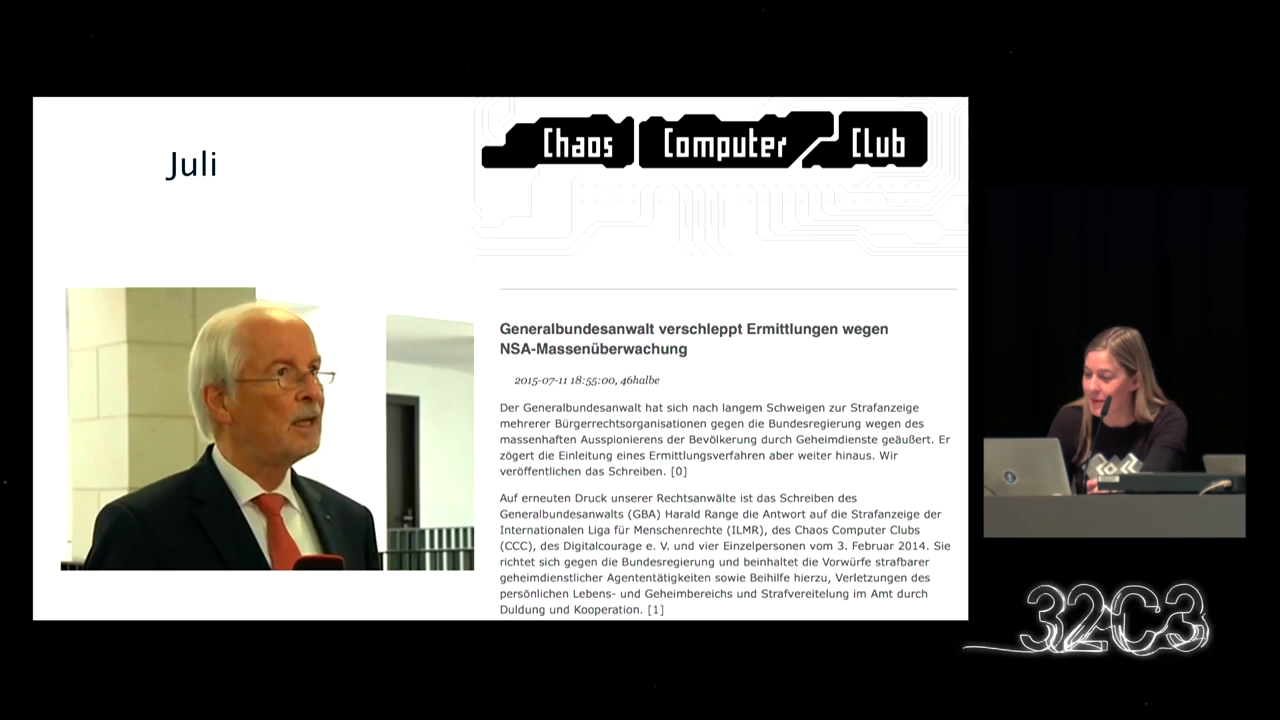 Juli
Chaos Computer Club
Generalbundesanwalt verschleppt Ermittlungen wegen
NSA-Massenüberwachung
2015-07-11 18:55:00, 46halbe
Der Generalbundesanwalt hat sich nach langem Schweigen zur Strafanzeige
mehrerer Bürgerrechtsorganisationen gegen die Bundesregierung wegen des
massenhaften Ausspionierens der Bevölkerung durch Geheimdienste geäußert. Er
zögert die Einleitung eines Ermittlungsverfahren aber weiter hinaus. Wir
veröffentlichen das Schreiben. [0]
Auf erneuten Druck unserer Rechtsanwälte ist das Schreiben des
Generalbundesanwalts (GBA) Harald Range die Antwort auf die Strafanzeige der
Internationalen Liga für Menschenrechte (ILMR), des Chaos Computer Clubs
(CCC), des Digitalcourage e. V. und vier Einzelpersonen vom 3. Februar 2014. Sie
richtet sich gegen die Bundesregierung und beinhaltet die Vorwürfe strafbarer
geheimdienstlicher Agententätigkeiten sowie Beihilfe hierzu, Verletzungen des
persönlichen Lebens- und Geheimbereichs und Strafvereitelung im Amt durch
Duldung und Kooperation. [1]
32C3